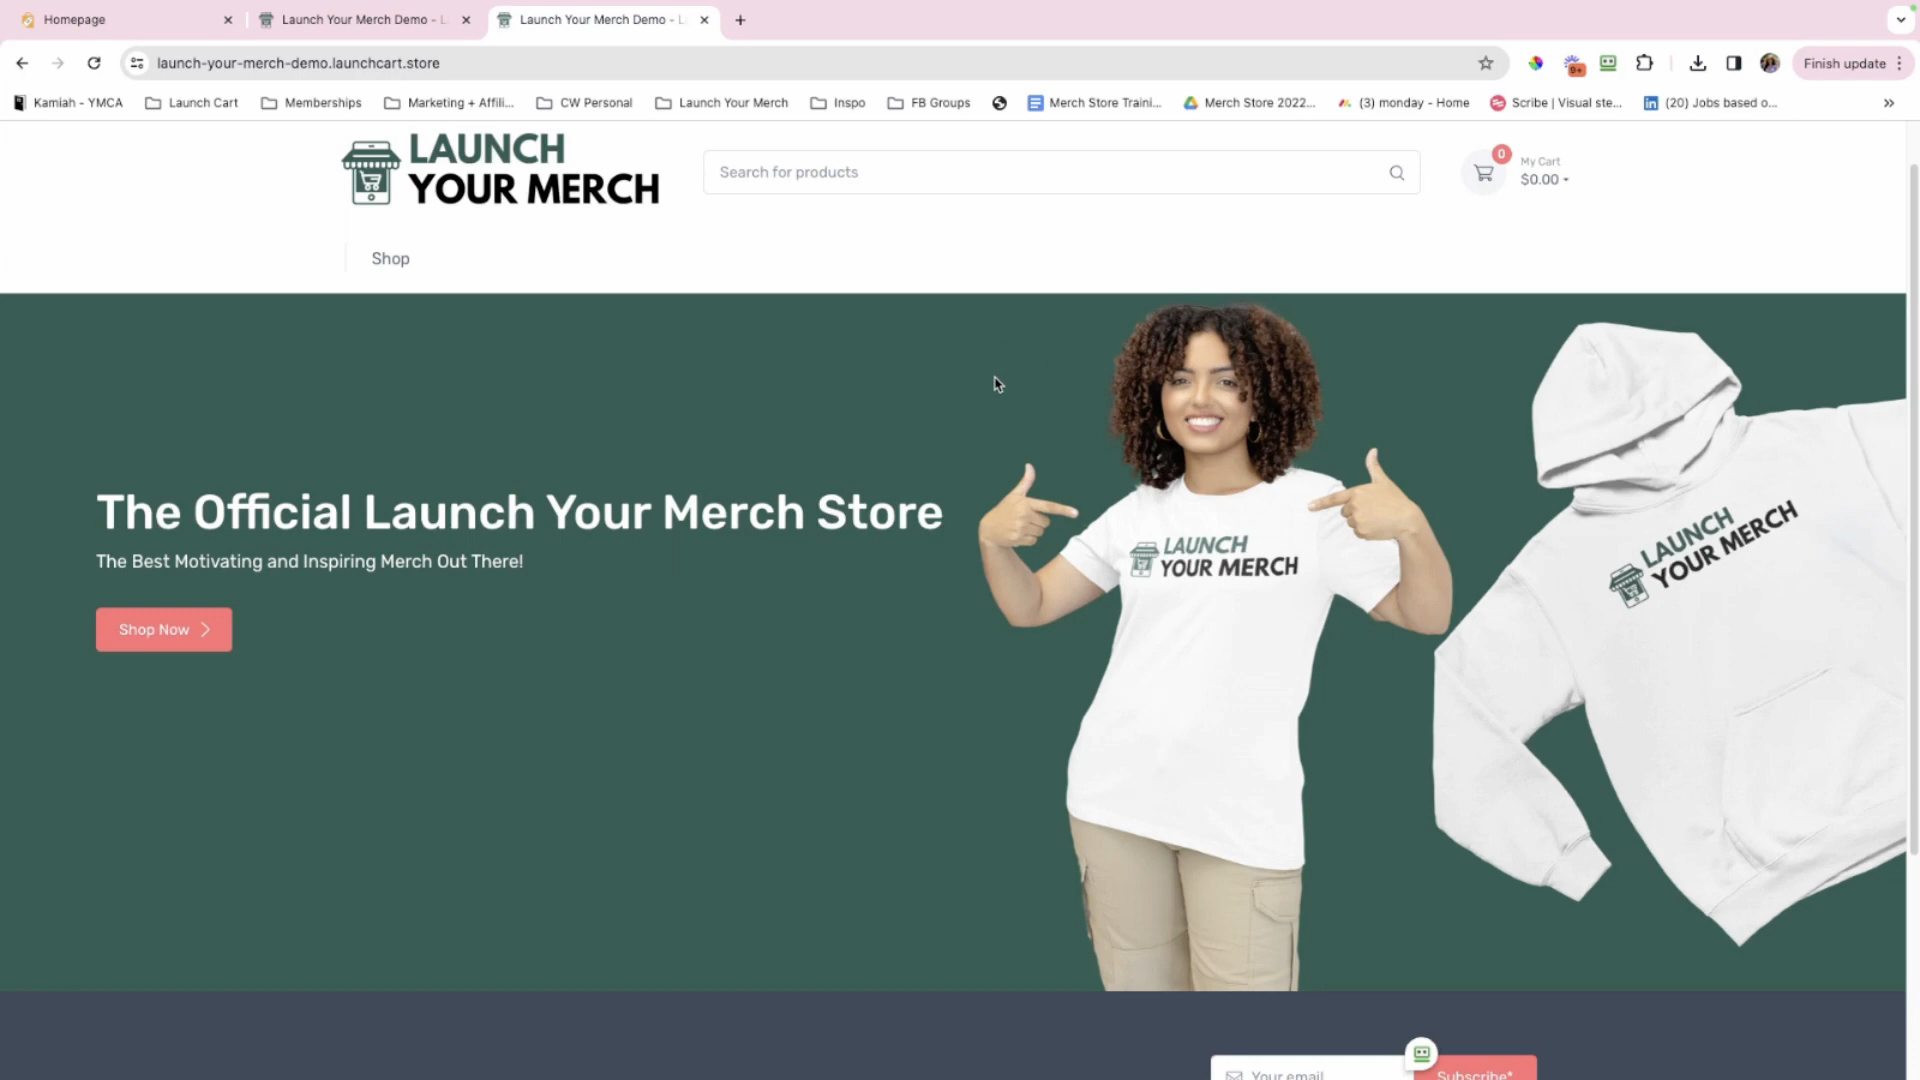 Homepage
Launch Your Merch Demo - L
Launch Your Merch Demo - L
launch-your-merch-demo.launchcart.store
9+
Finish update
Kamiah - YMCA
Launch Cart
Memberships
Marketing + Affili...
CW Personal
Launch Your Merch
Inspo
FB Groups
Merch Store Traini...
Merch Store 2022...
(3) monday - Home
Scribe | Visual ste...
(20) Jobs based o...
LAUNCH
YOUR MERCH
Search for products
0
My Cart
$0.00
Shop
The Official Launch Your Merch Store
The Best Motivating and Inspiring Merch Out There!
Shop Now
LAUNCH
YOUR MERCH
LAUNCH
YOUR MERCH
Your email
Subscribe*